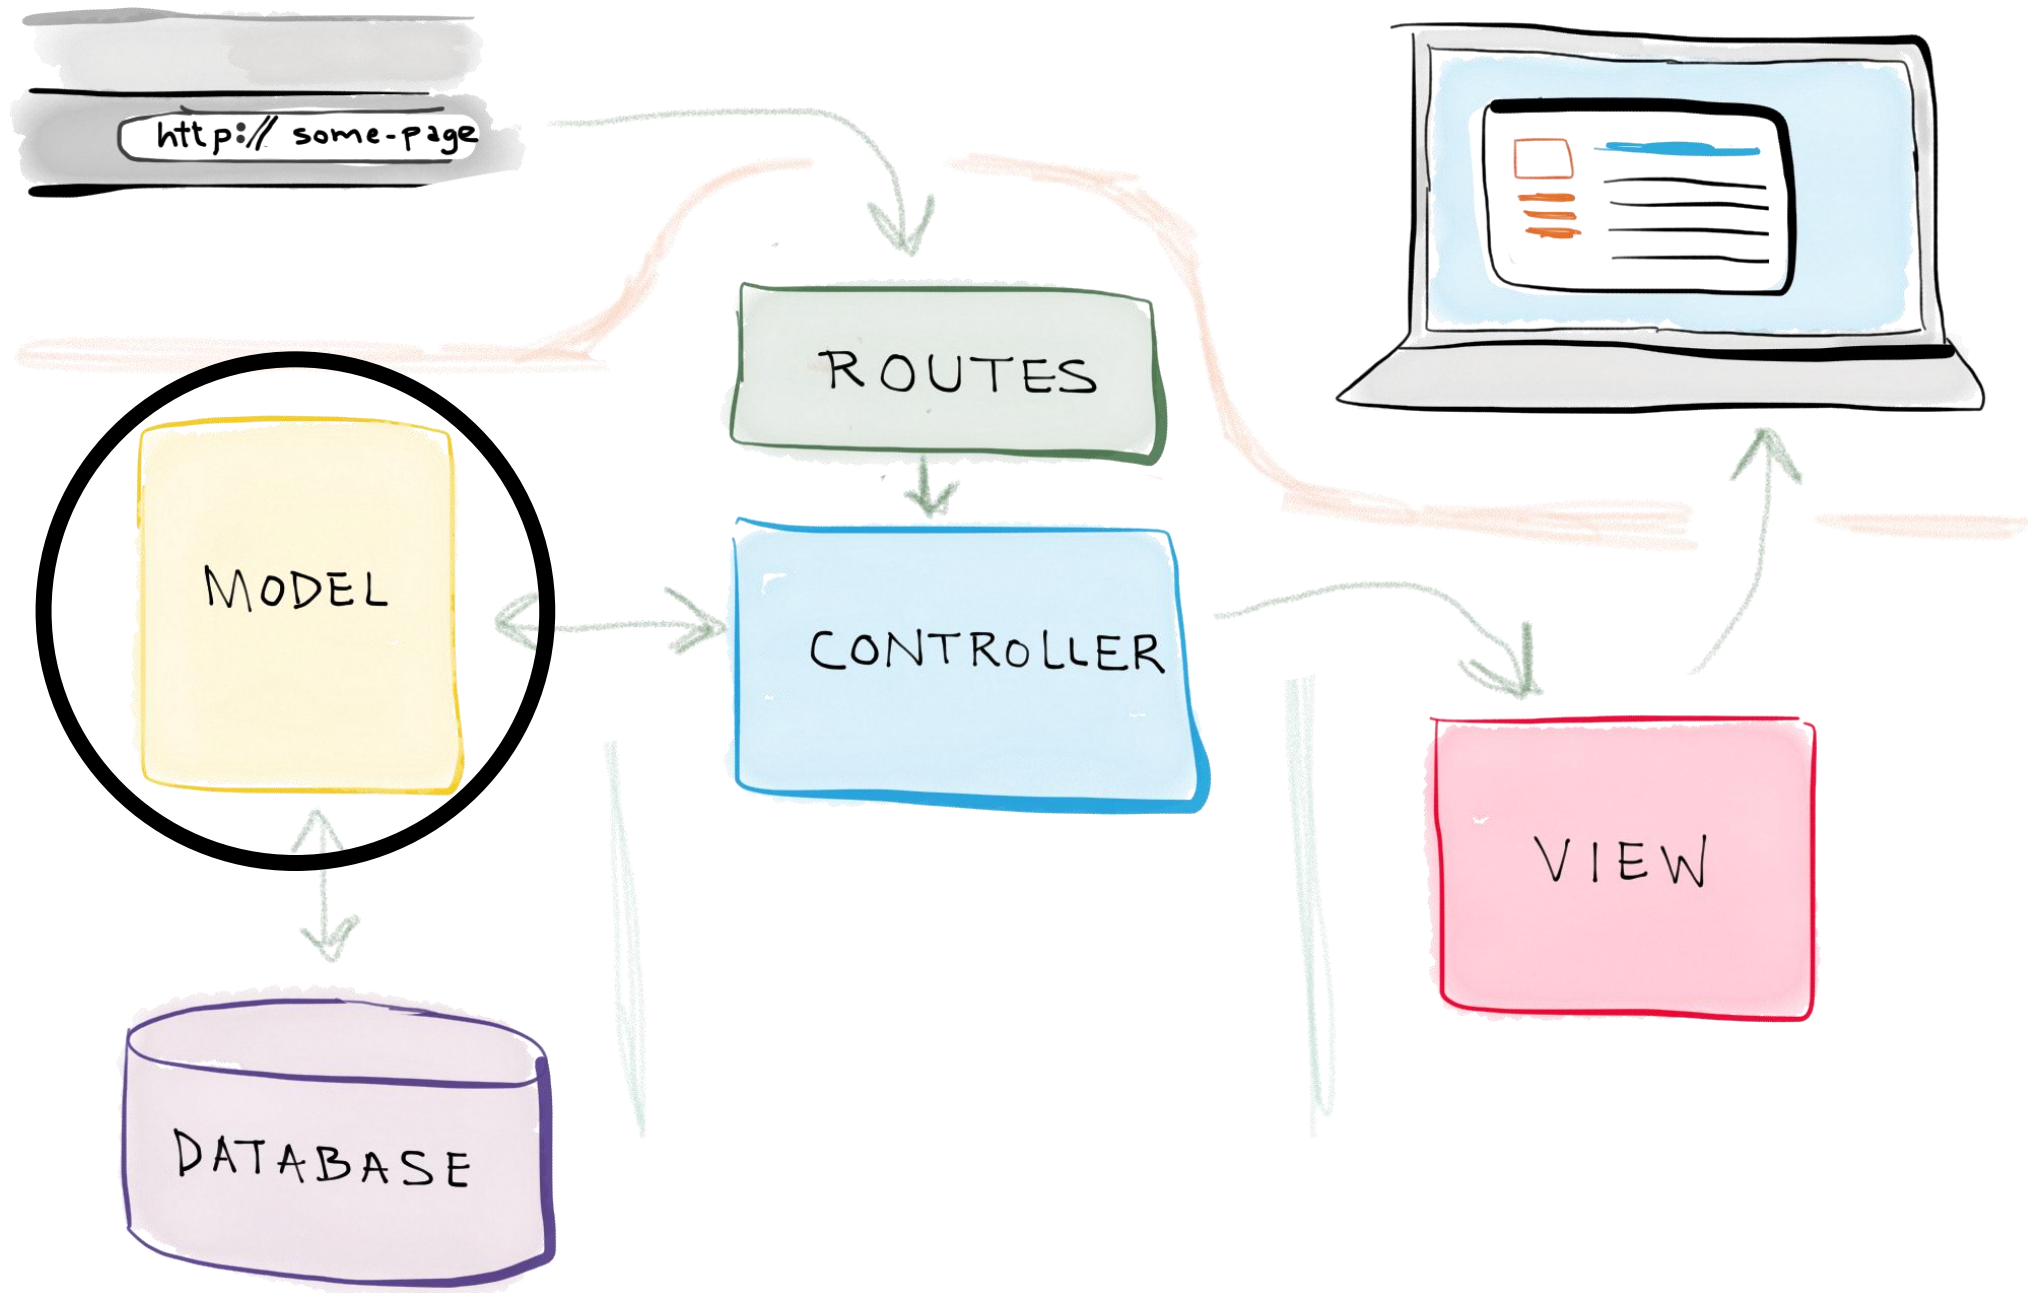 http:// some-page
ROUTES
MODEL
CONTROLLER
VIEW
DATABASE